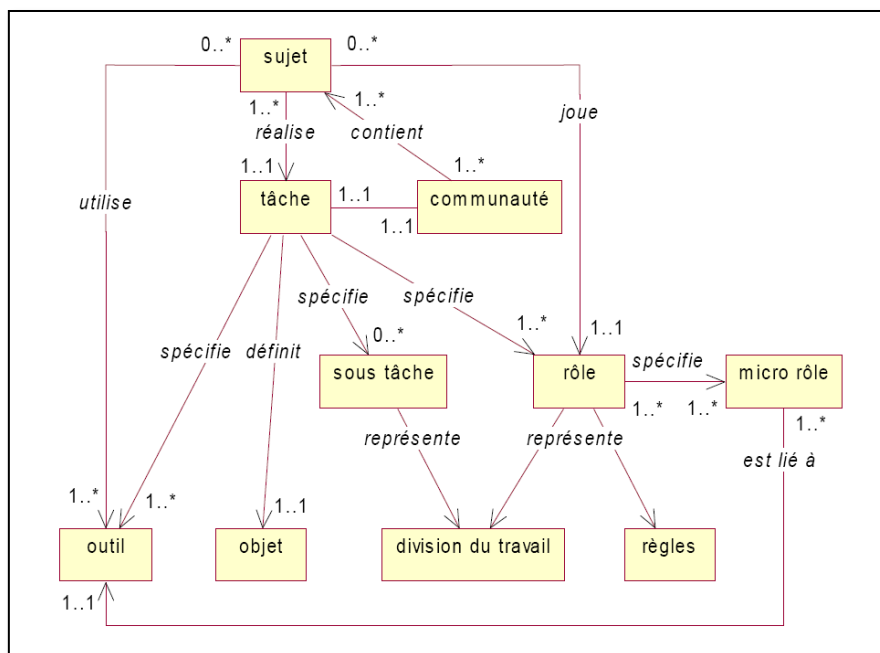 0..*
sujet
0..*
1..*
1..*
joue
réalise
contient
1..1
1..*
utilise
tâche
1..1
1..1
communauté
spécifie
spécifie
spécifie
définit
0..*
1..*
1..1
sous tâche
rôle
spécifie
micro rôle
1..*
1..*
1..*
représente
représente
est lié à
1..*
1..*
1..1
outil
objet
division du travail
règles
1..1